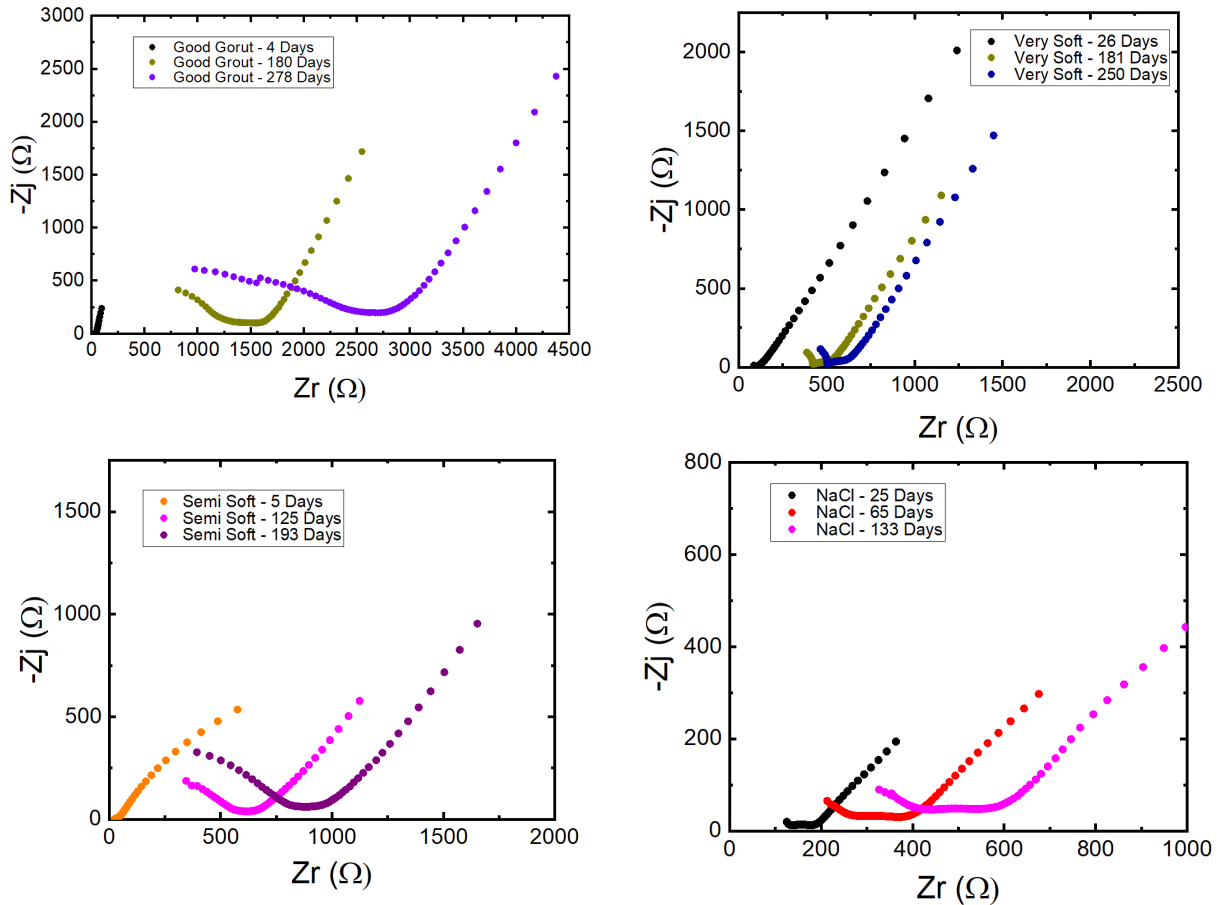 3000
2500
2000
1500
1000
500
0
-Zj (Ω)
Good Gorut - 4 Days
Good Grout - 180 Days
Good Grout - 278 Days
0 500 1000 1500 2000 2500 3000 3500 4000 4500
Zr (Ω)
2000
1500
1000
500
0
-Zj (Ω)
Very Soft - 26 Days
Very Soft - 181 Days
Very Soft - 250 Days
0 500 1000 1500 2000 2500
Zr (Ω)
1500
1000
500
0
-Zj (Ω)
Semi Soft - 5 Days
Semi Soft - 125 Days
Semi Soft - 193 Days
0 500 1000 1500 2000
Zr (Ω)
800
600
400
200
0
-Zj (Ω)
NaCl - 25 Days
NaCl - 65 Days
NaCl - 133 Days
0 200 400 600 800 1000
Zr (Ω)